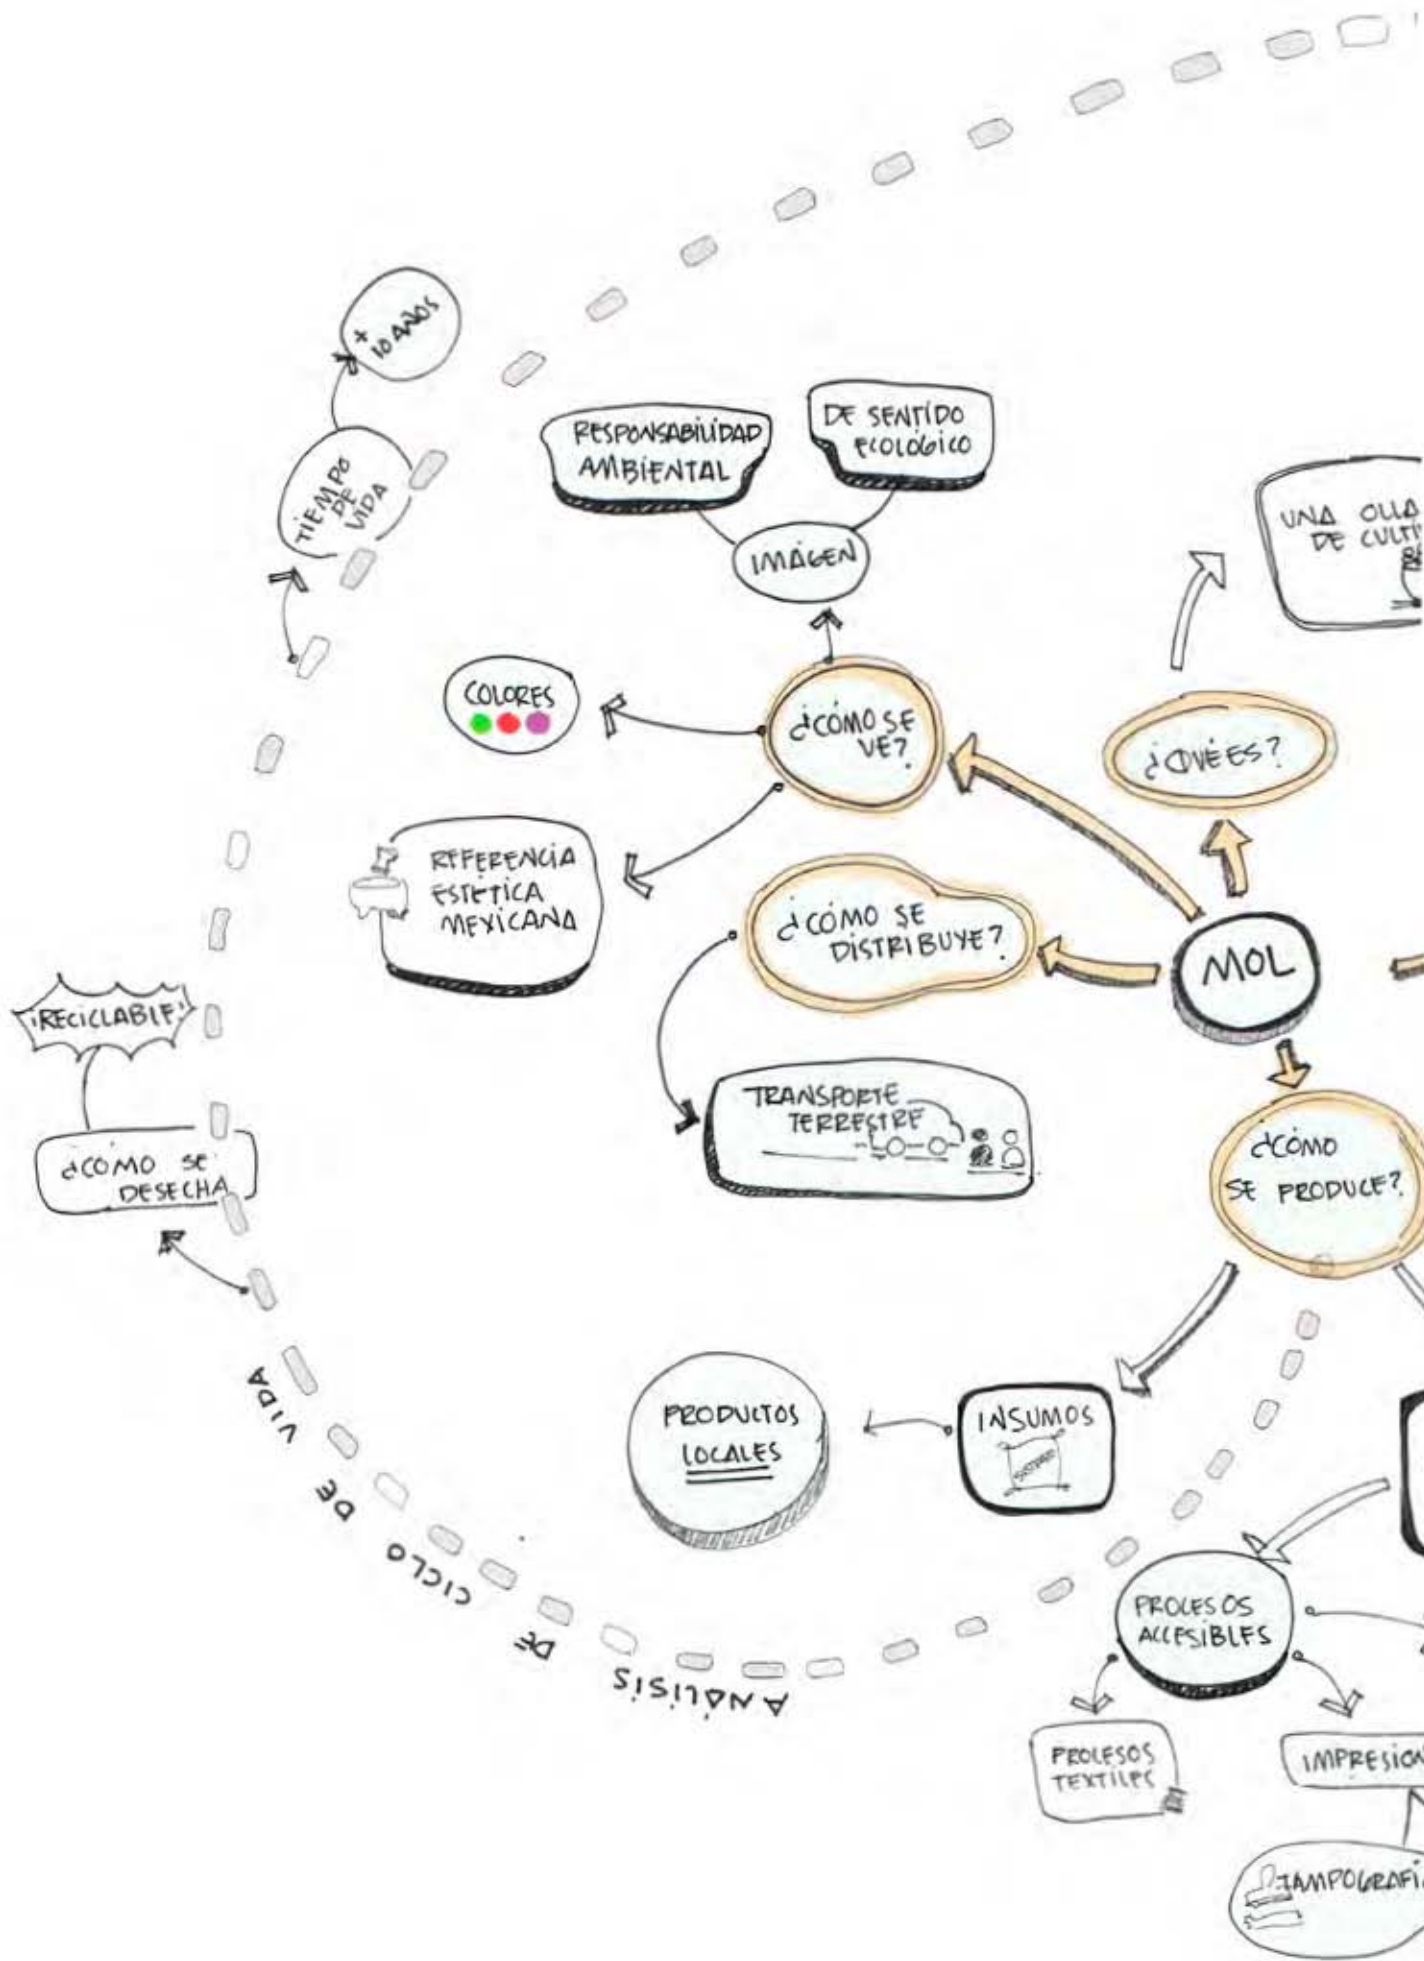 +
10 AÑOS
TIEMPO
DE
VIDA
RESPONSABILIDAD
AMBIENTAL
DE SENTIDO
ECOLÓGICO
IMÁGEN
UNA OLLA
DE CULTI
COLORES
¿CÓMO SE
VE?
¿QUÉ ES?
REFERENCIA
ESTÉTICA
MEXICANA
¿CÓMO SE
DISTRIBUYE?
MOL
¡RECICLABLE!
¿CÓMO SE
DESECHA
TRANSPORTE
TERRESTRE
¿CÓMO
SE PRODUCE?
PRODUCTOS
LOCALES
INSUMOS
ANÁLISIS DE CICLO DE VIDA
PROCESOS
ACCESIBLES
PROCESOS
TEXTILES
IMPRESION
TAMPOGRAFI